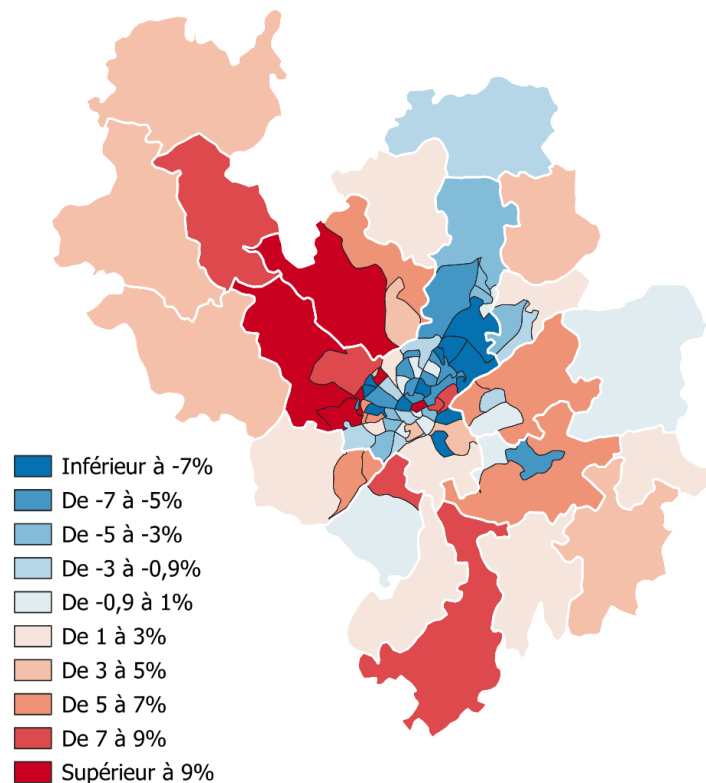 Inférieur à -7%
De -7 à -5%
De -5 à -3%
De -3 à -0,9%
De -0,9 à 1%
De 1 à 3%
De 3 à 5%
De 5 à 7%
De 7 à 9%
Supérieur à 9%